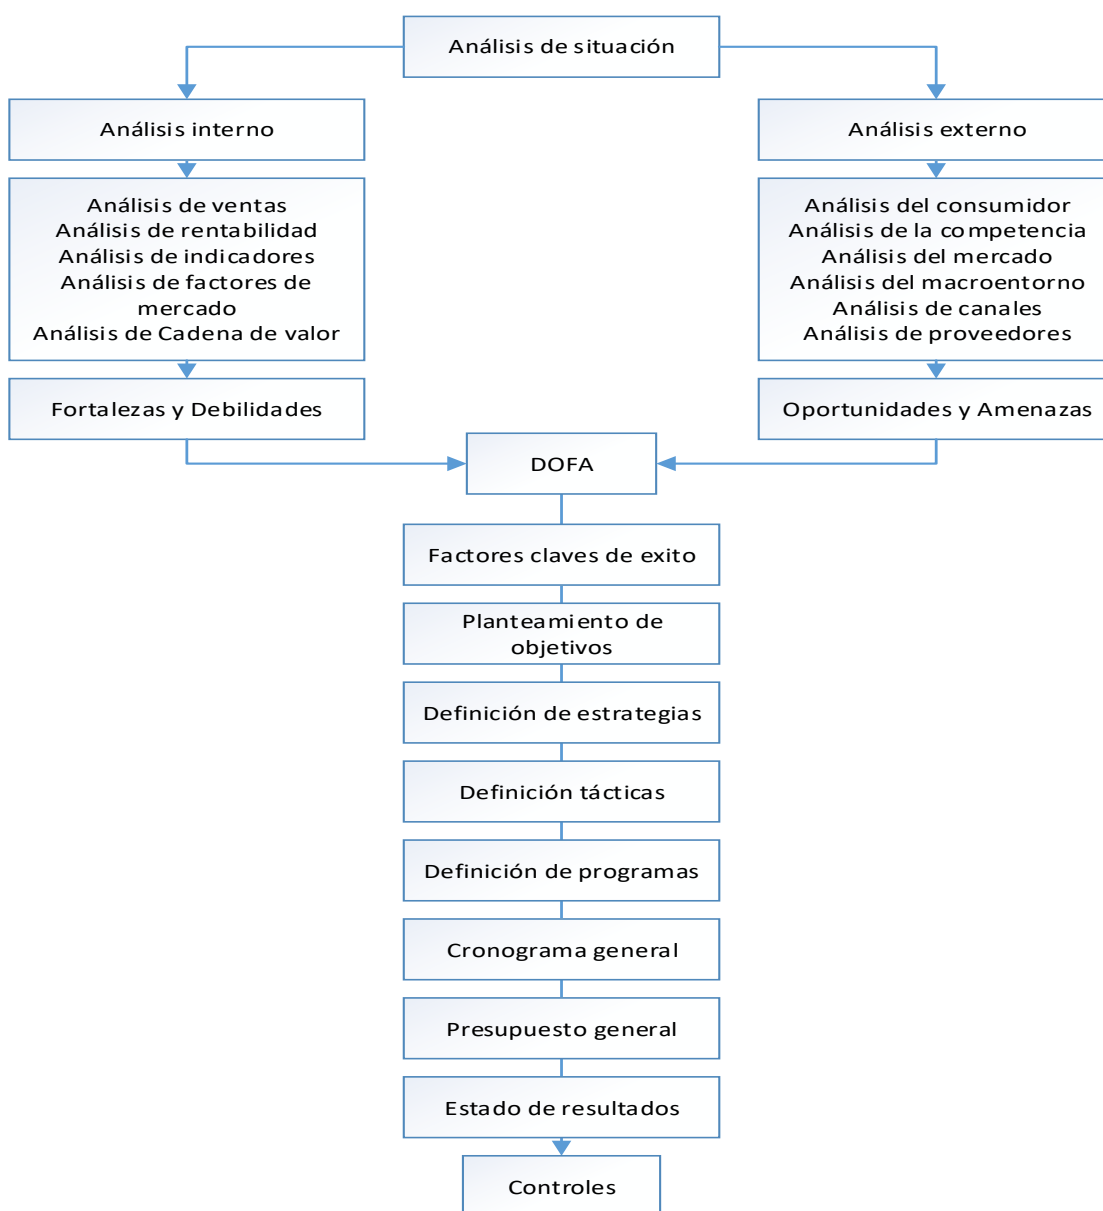 Análisis de situación
Análisis interno
Análisis externo
Análisis de ventas
Análisis de rentabilidad
Análisis de indicadores
Análisis de factores de
mercado
Análisis de Cadena de valor
Análisis del consumidor
Análisis de la competencia
Análisis del mercado
Análisis del macroentorno
Análisis de canales
Análisis de proveedores
Fortalezas y Debilidades
Oportunidades y Amenazas
DOFA
Factores claves de exito
Planteamiento de
objetivos
Definición de estrategias
Definición tácticas
Definición de programas
Cronograma general
Presupuesto general
Estado de resultados
Controles